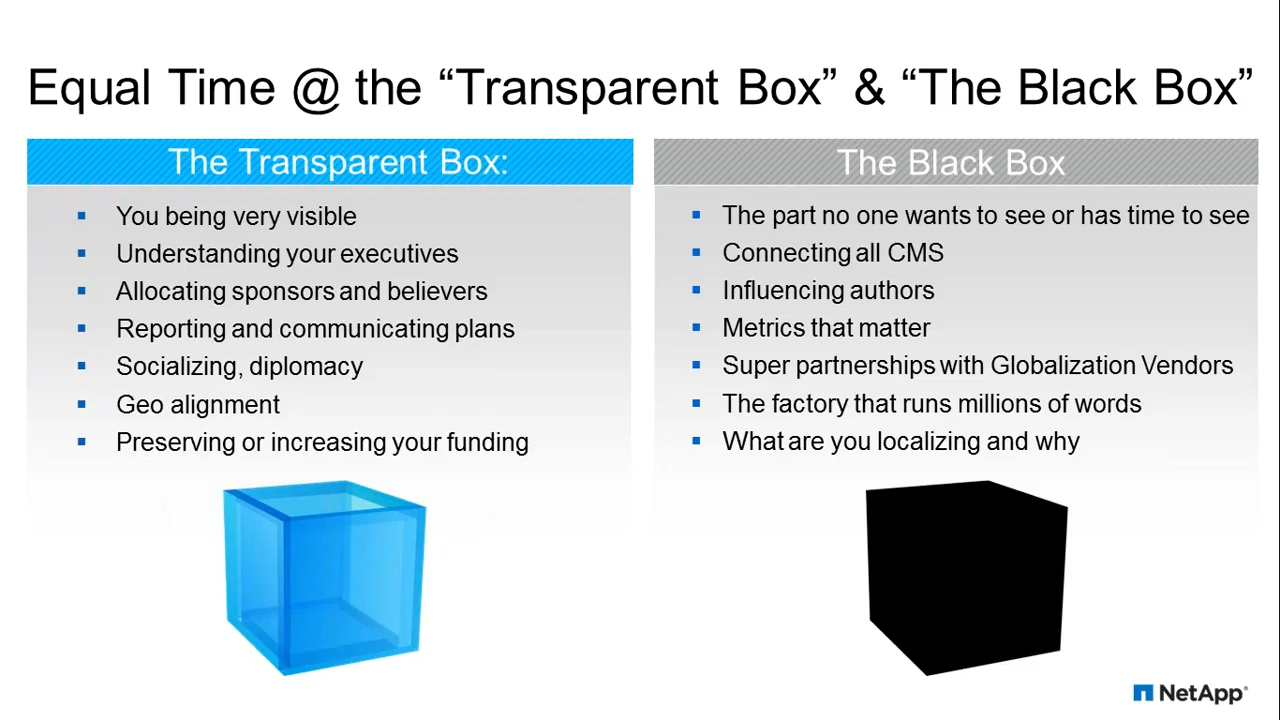 Equal Time @ the “Transparent Box” & “The Black Box”
The Transparent Box:
You being very visible
Understanding your executives
Allocating sponsors and believers
Reporting and communicating plans
Socializing, diplomacy
Geo alignment
Preserving or increasing your funding
The Black Box
The part no one wants to see or has time to see
Connecting all CMS
Influencing authors
Metrics that matter
Super partnerships with Globalization Vendors
The factory that runs millions of words
What are you localizing and why
NetApp®